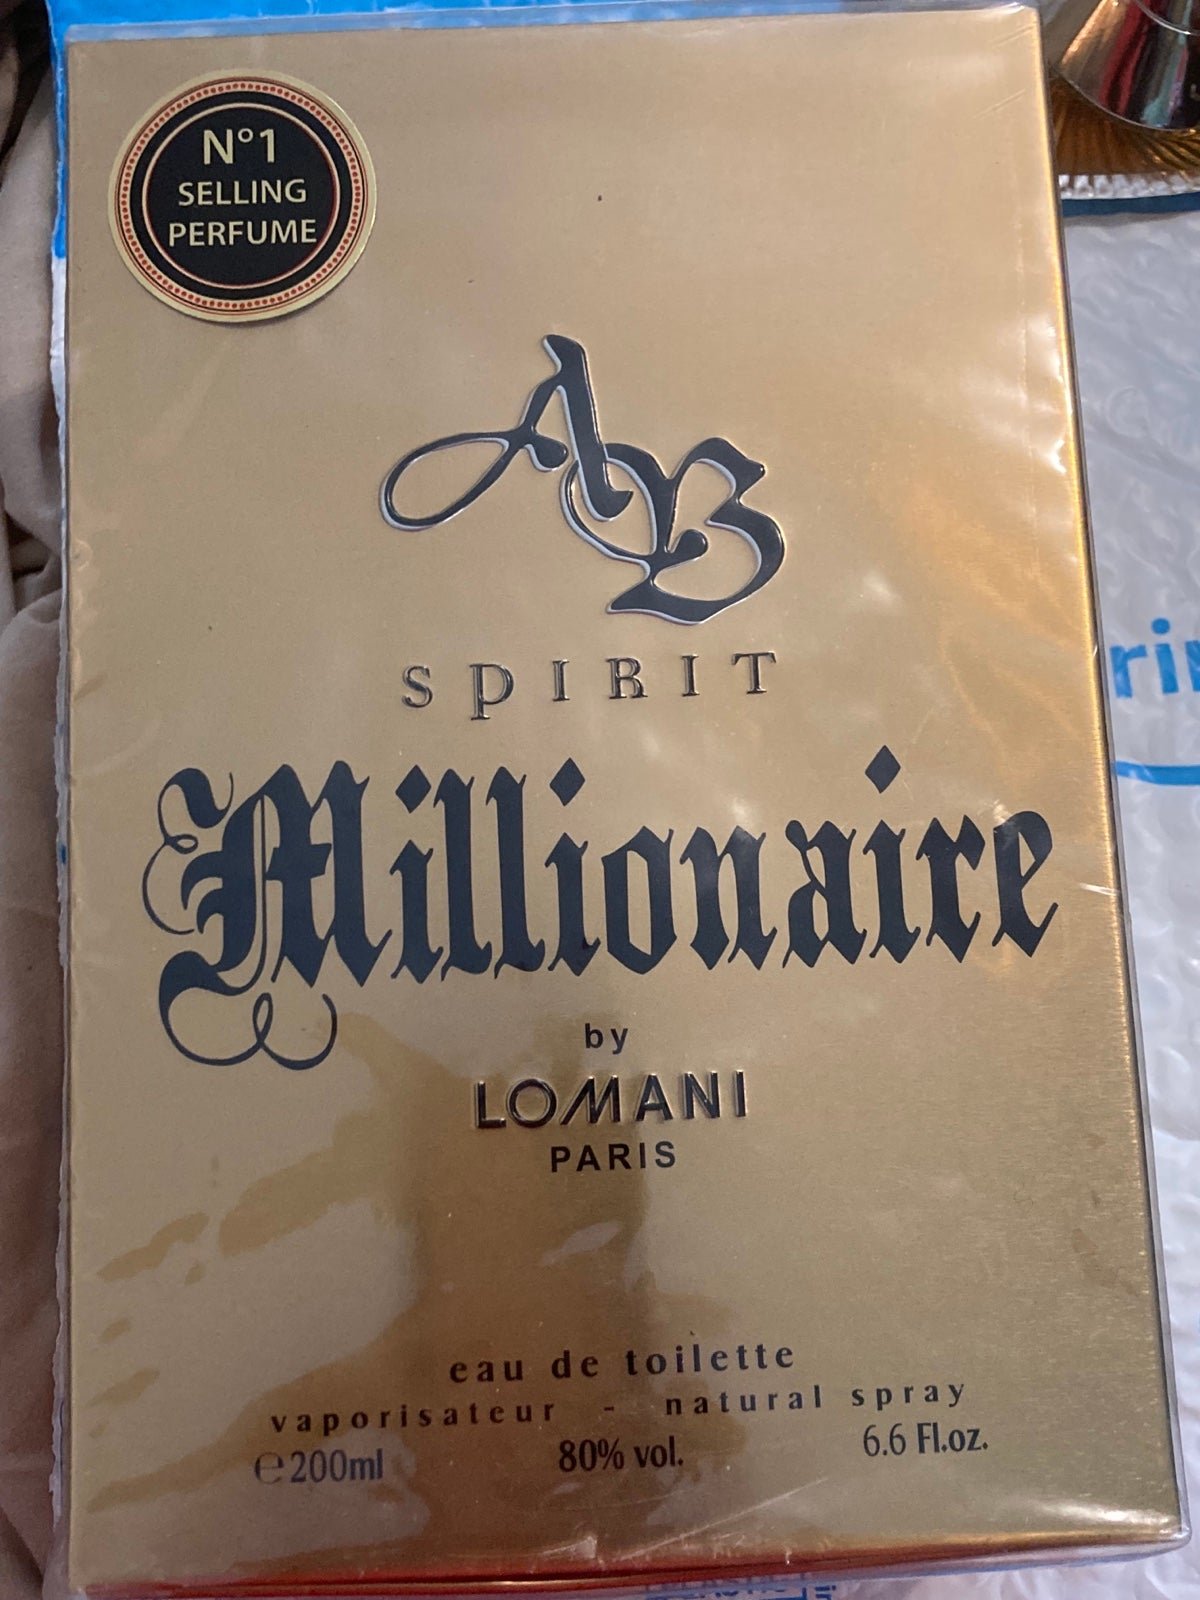 N°1
SELLING
PERFUME
AB
SPIRIT
Millionaire
by
LOMANI
PARIS
eau de toilette
vaporisateur - natural spray
℮200ml 80% vol. 6.6 Fl.oz.